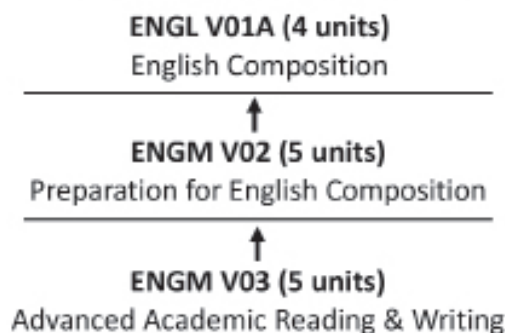 ENGL V01A (4 units)
English Composition
ENGM V02 (5 units)
Preparation for English Composition
ENGM V03 (5 units)
Advanced Academic Reading & Writing